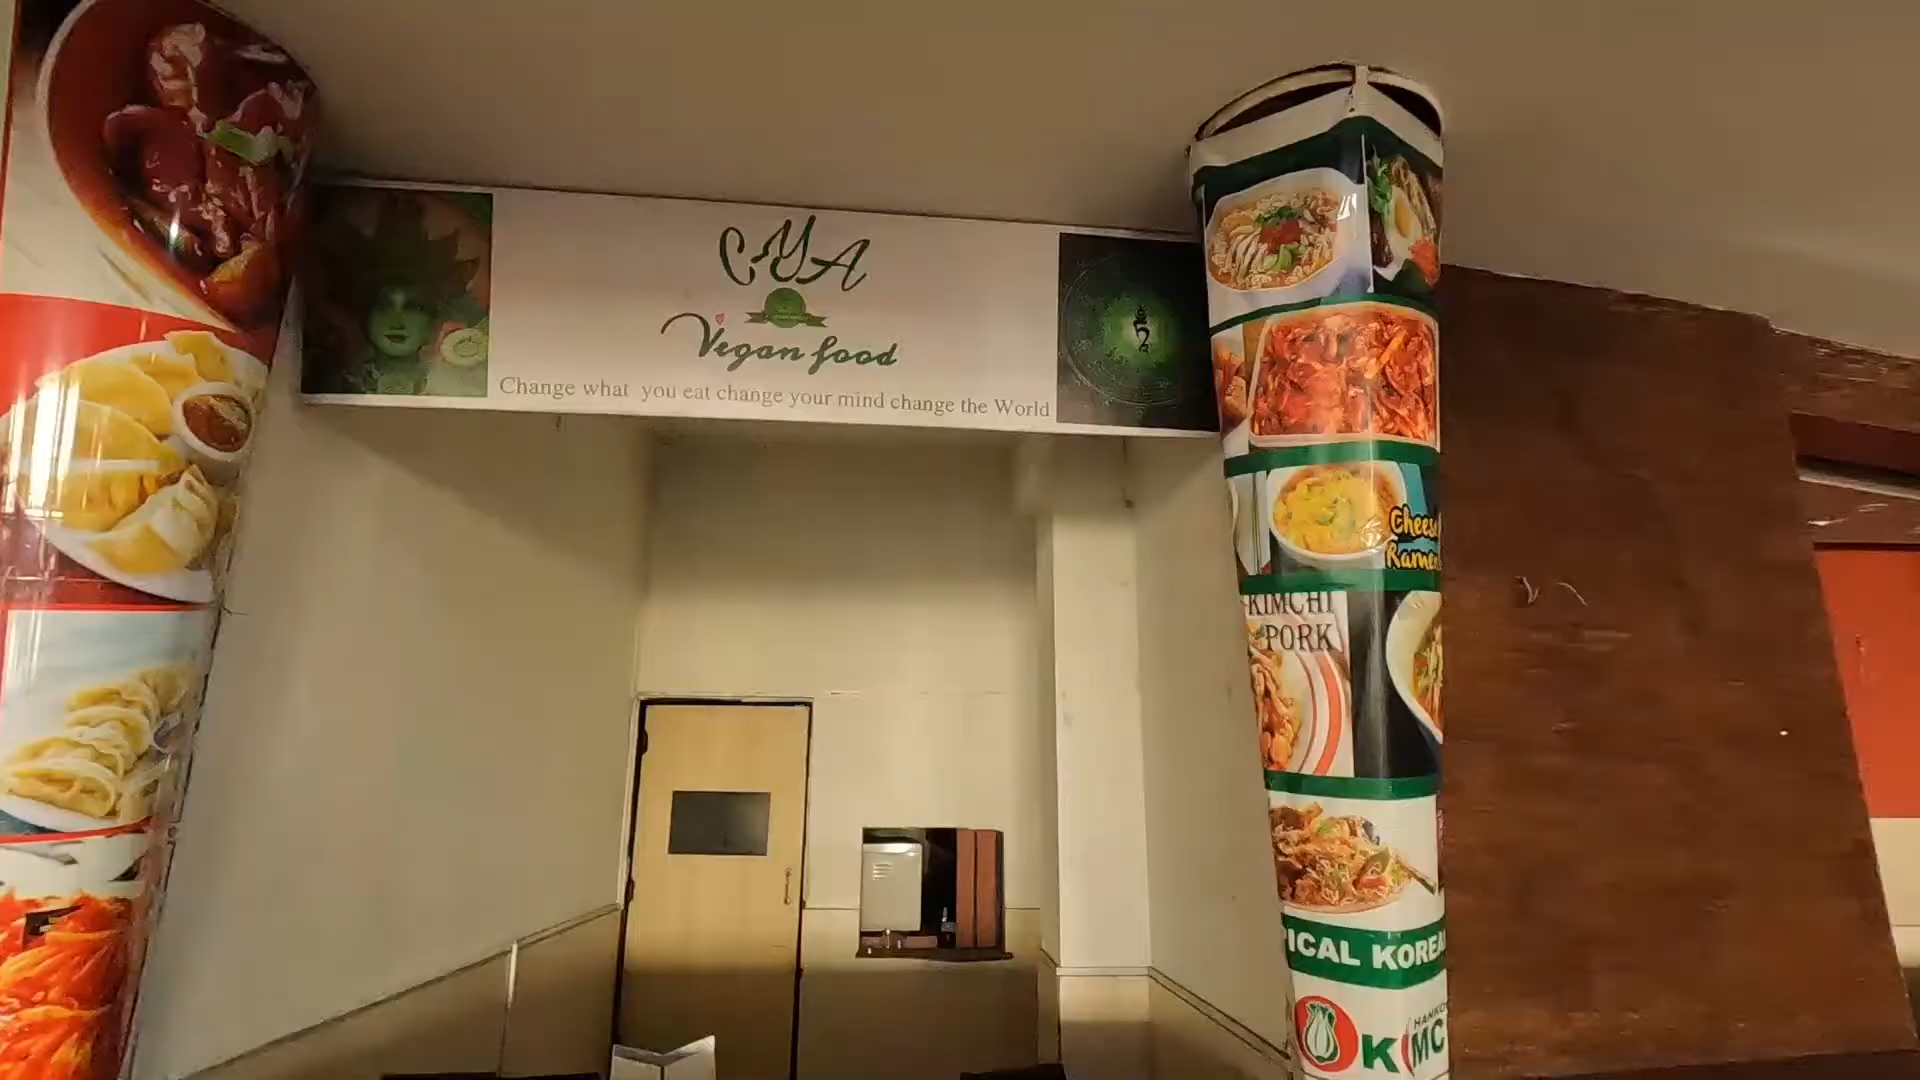 CYA
Vegan food
Change what you eat change your mind change the World
Cheese
Ramen
KIMCHI
PORK
ICAL KOREA
K
MC